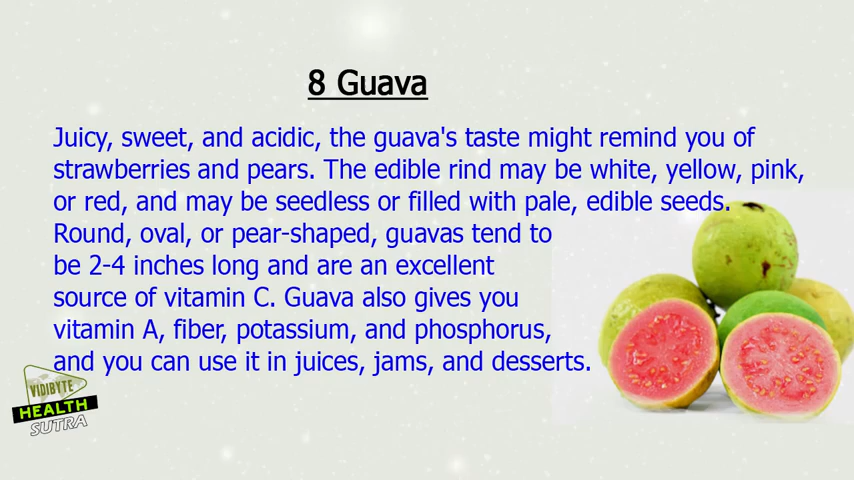 8 Guava
Juicy, sweet, and acidic, the guava's taste might remind you of
strawberries and pears. The edible rind may be white, yellow, pink,
or red, and may be seedless or filled with pale, edible seeds.
Round, oval, or pear-shaped, guavas tend to
be 2-4 inches long and are an excellent
source of vitamin C. Guava also gives you
vitamin A, fiber, potassium, and phosphorus,
and you can use it in juices, jams, and desserts.
VIDIBYTE
HEALTH
SUTRA